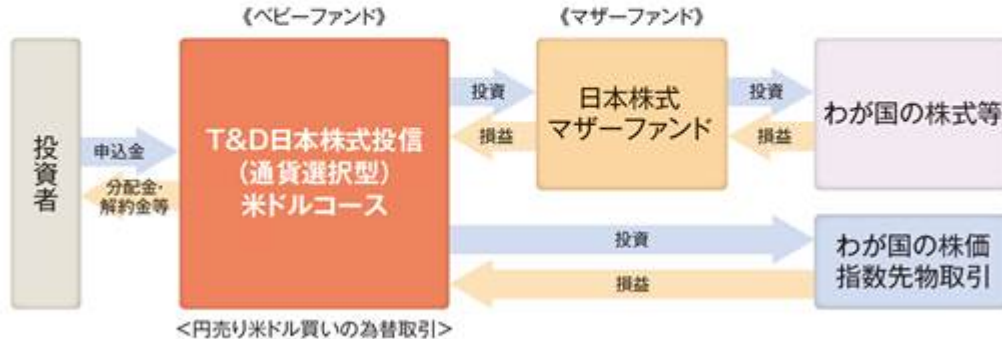 《ベビーファンド》
《マザーファンド》
投資者
申込金
分配金・
解約金等
T&D日本株式投信
(通貨選択型)
米ドルコース
投資
損益
日本株式
マザーファンド
投資
損益
わが国の株式等
投資
損益
わが国の株価
指数先物取引
<円売り米ドル買いの為替取引>